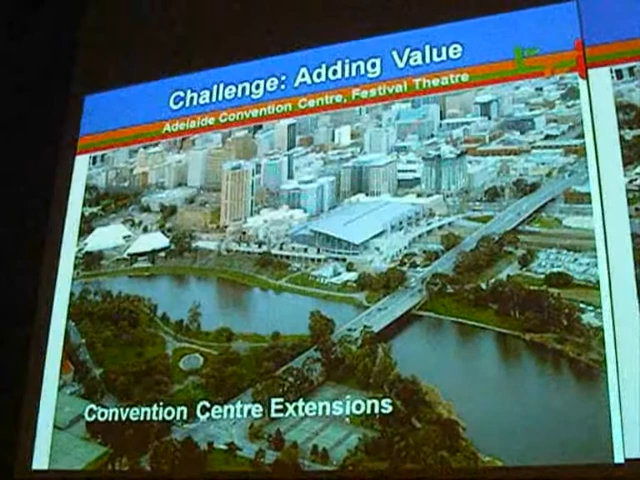 Challenge: Adding Value
Adelaide Convention Centre, Festival Theatre
Convention Centre Extensions